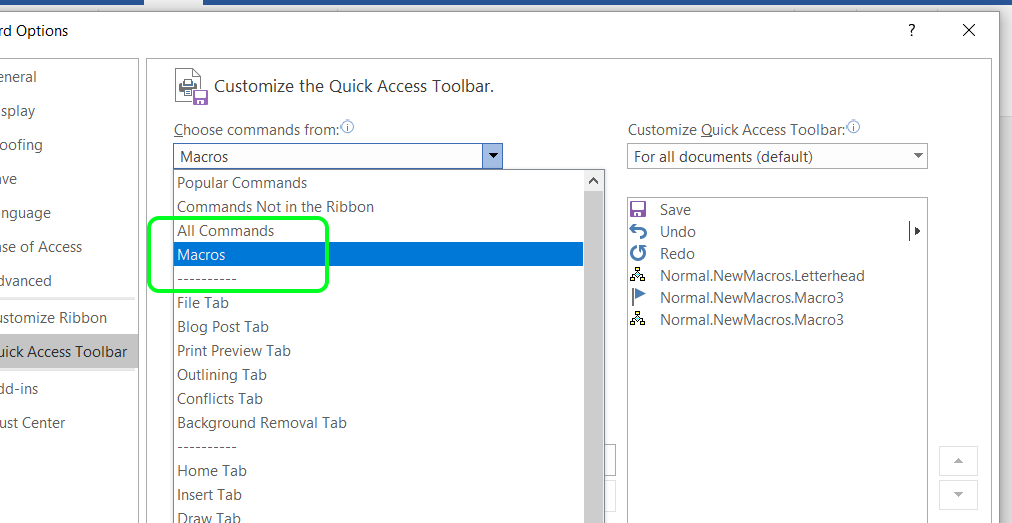 rd Options
?
eneral
isplay
oofing
ave
anguage
ase of Access
dvanced
ustomize Ribbon
uick Access Toolbar
dd-ins
ust Center
Customize the Quick Access Toolbar.
Choose commands from:
Macros
Popular Commands
Commands Not in the Ribbon
All Commands
Macros
----------
File Tab
Blog Post Tab
Print Preview Tab
Outlining Tab
Conflicts Tab
Background Removal Tab
----------
Home Tab
Insert Tab
Draw Tab
Customize Quick Access Toolbar:
For all documents (default)
Save
Undo
Redo
Normal.NewMacros.Letterhead
Normal.NewMacros.Macro3
Normal.NewMacros.Macro3